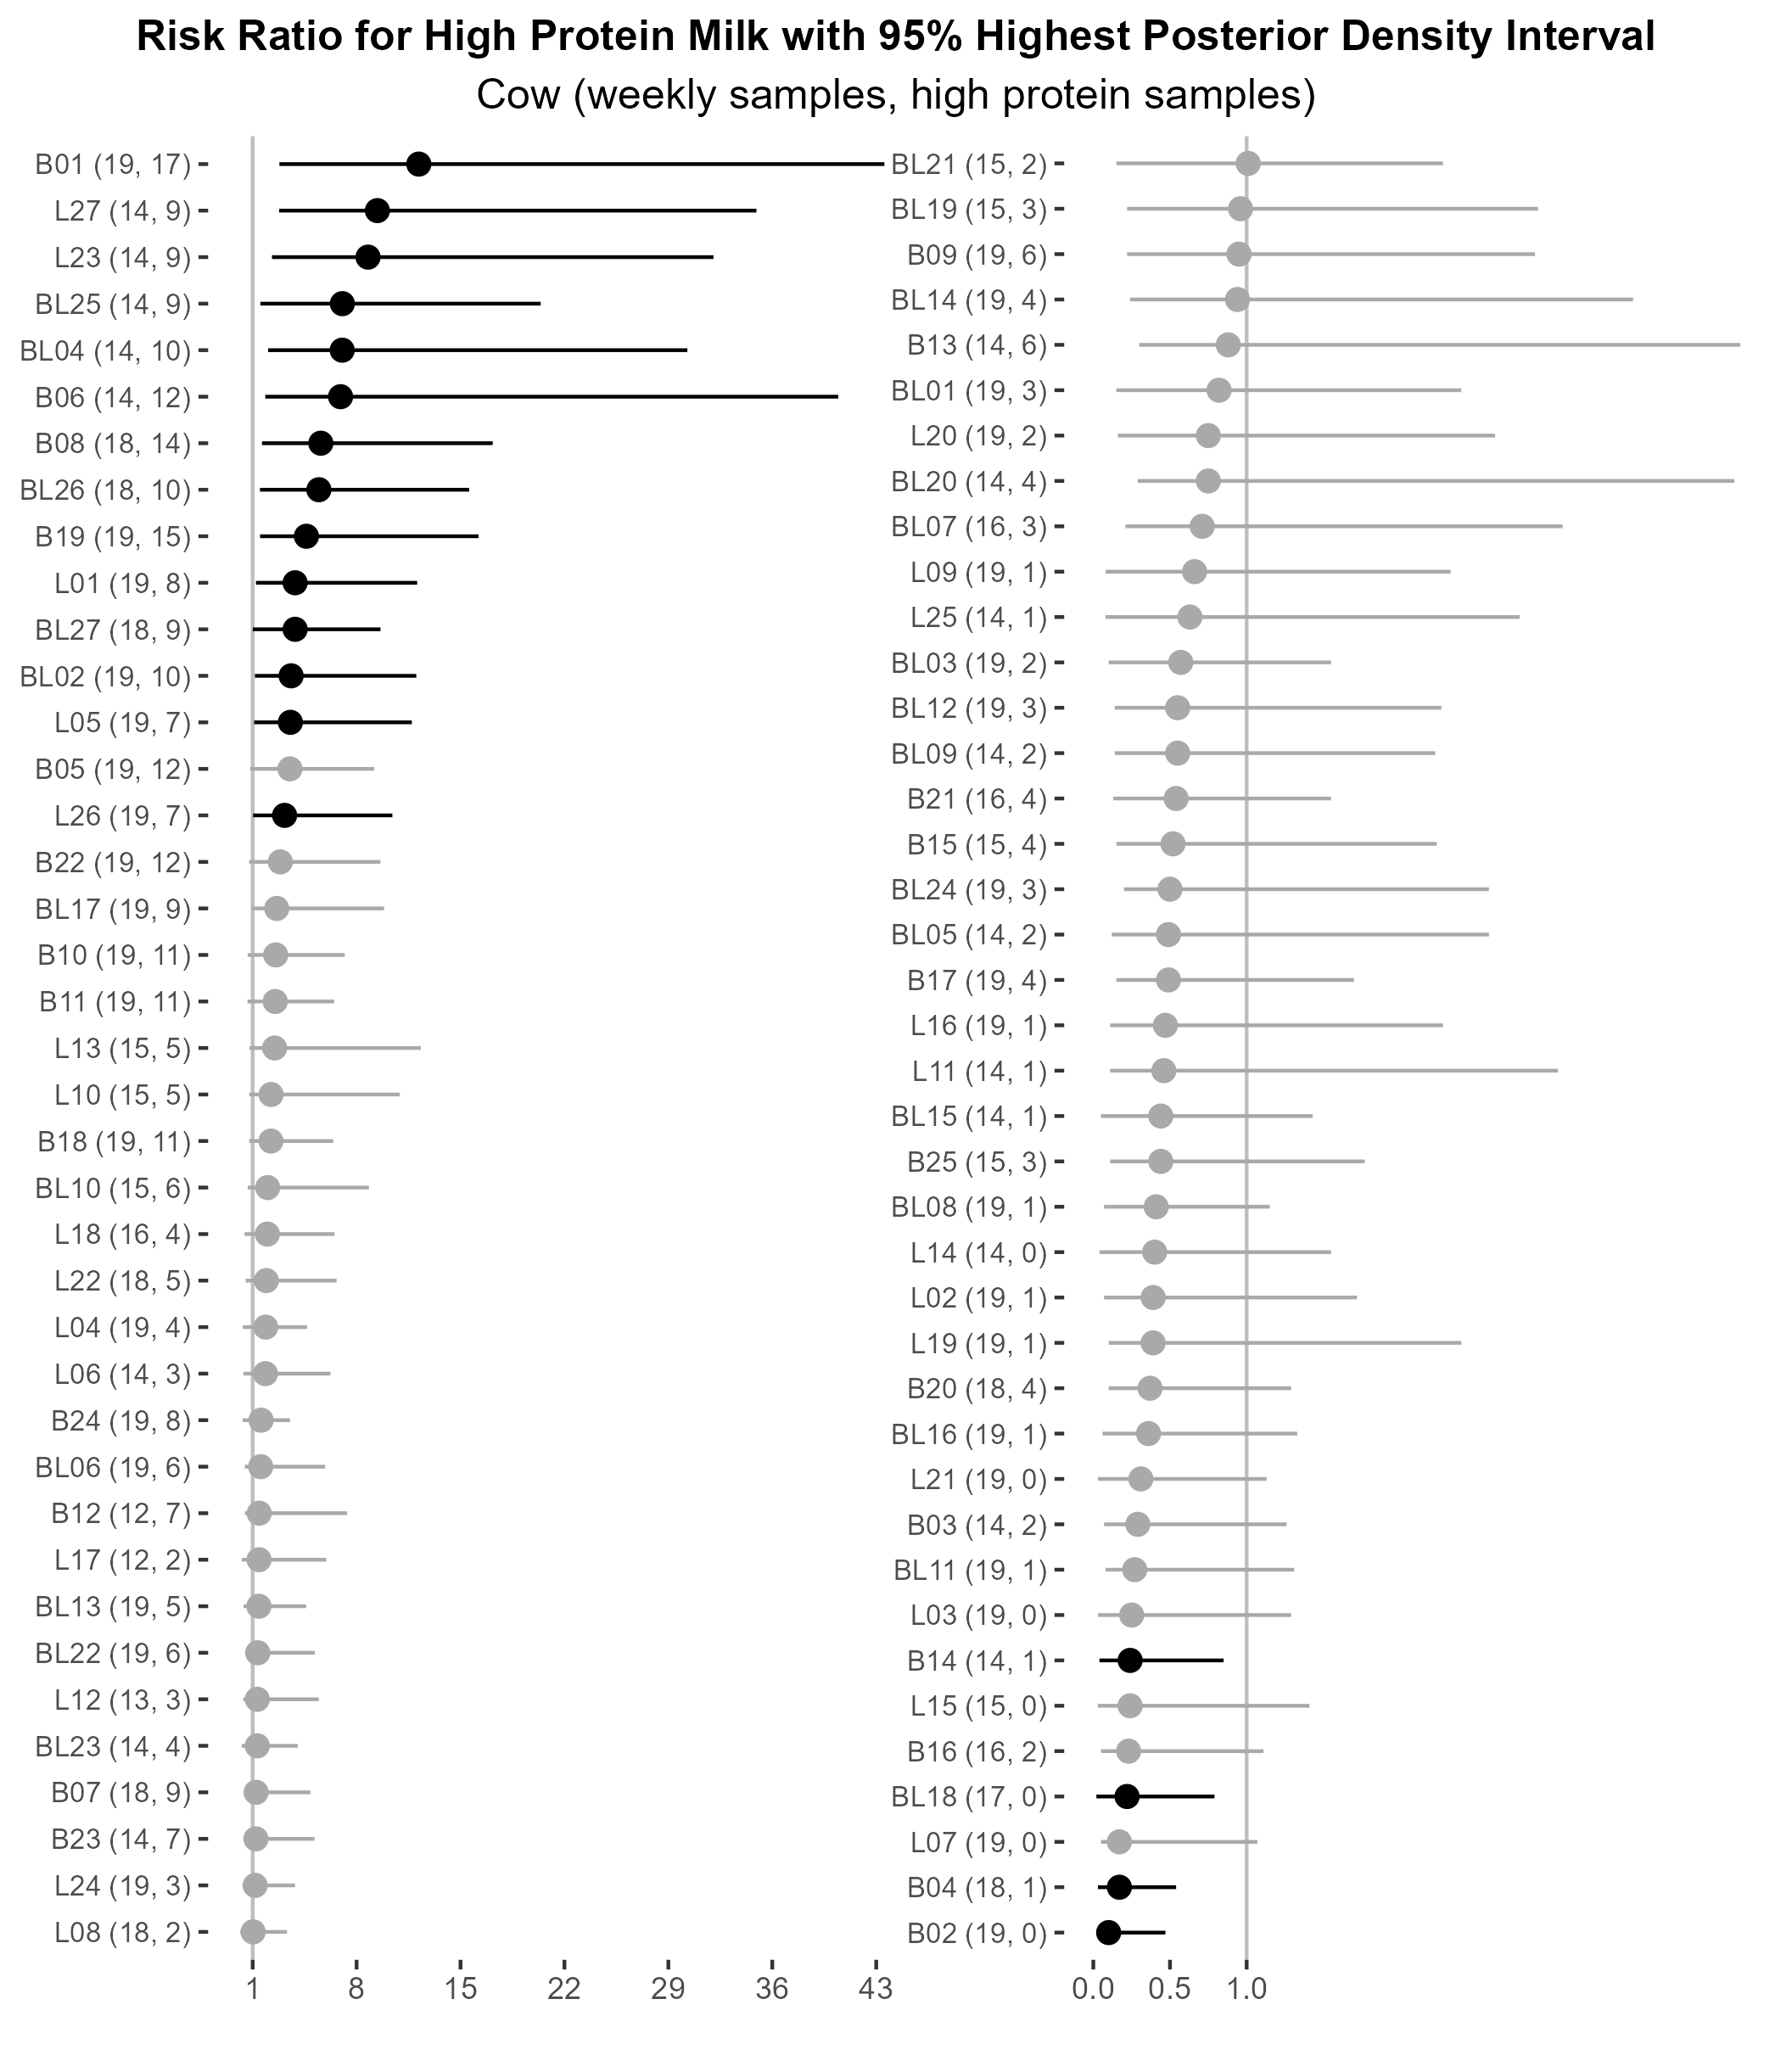 Risk Ratio for High Protein Milk with 95% Highest Posterior Density Interval
Cow (weekly samples, high protein samples)
B01 (19, 17)
L27 (14, 9)
L23 (14, 9)
BL25 (14, 9)
BL04 (14, 10)
B06 (14, 12)
B08 (18, 14)
BL26 (18, 10)
B19 (19, 15)
L01 (19, 8)
BL27 (18, 9)
BL02 (19, 10)
L05 (19, 7)
B05 (19, 12)
L26 (19, 7)
B22 (19, 12)
BL17 (19, 9)
B10 (19, 11)
B11 (19, 11)
L13 (15, 5)
L10 (15, 5)
B18 (19, 11)
BL10 (15, 6)
L18 (16, 4)
L22 (18, 5)
L04 (19, 4)
L06 (14, 3)
B24 (19, 8)
BL06 (19, 6)
B12 (12, 7)
L17 (12, 2)
BL13 (19, 5)
BL22 (19, 6)
L12 (13, 3)
BL23 (14, 4)
B07 (18, 9)
B23 (14, 7)
L24 (19, 3)
L08 (18, 2)
1 8 15 22 29 36 43
BL21 (15, 2)
BL19 (15, 3)
B09 (19, 6)
BL14 (19, 4)
B13 (14, 6)
BL01 (19, 3)
L20 (19, 2)
BL20 (14, 4)
BL07 (16, 3)
L09 (19, 1)
L25 (14, 1)
BL03 (19, 2)
BL12 (19, 3)
BL09 (14, 2)
B21 (16, 4)
B15 (15, 4)
BL24 (19, 3)
BL05 (14, 2)
B17 (19, 4)
L16 (19, 1)
L11 (14, 1)
BL15 (14, 1)
B25 (15, 3)
BL08 (19, 1)
L14 (14, 0)
L02 (19, 1)
L19 (19, 1)
B20 (18, 4)
BL16 (19, 1)
L21 (19, 0)
B03 (14, 2)
BL11 (19, 1)
L03 (19, 0)
B14 (14, 1)
L15 (15, 0)
B16 (16, 2)
BL18 (17, 0)
L07 (19, 0)
B04 (18, 1)
B02 (19, 0)
0.0 0.5 1.0